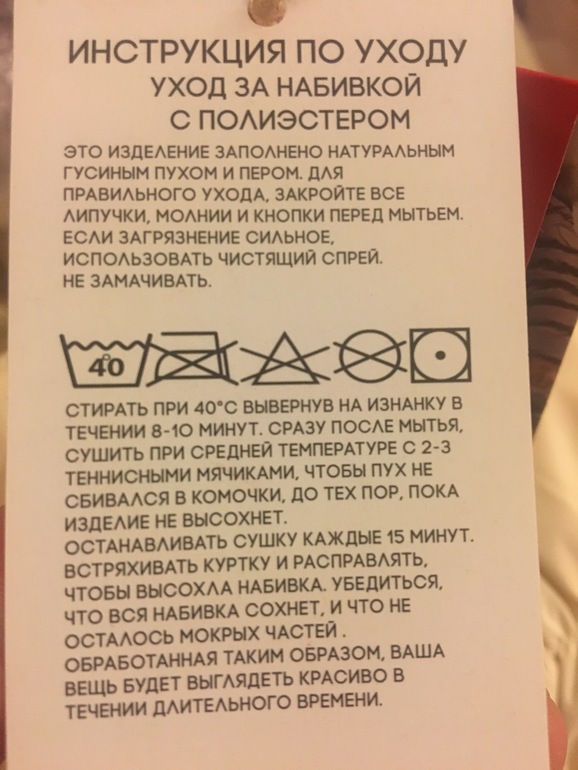 ИНСТРУКЦИЯ ПО УХОДУ
УХОД ЗА НАБИВКОЙ
С ПОЛИЭСТЕРОМ
ЭТО ИЗДЕЛЕНИЕ ЗАПОЛНЕНО НАТУРАЛЬНЫМ
ГУСИНЫМ ПУХОМ И ПЕРОМ. ДЛЯ
ПРАВИЛЬНОГО УХОДА, ЗАКРОЙТЕ ВСЕ
ЛИПУЧКИ, МОЛНИИ И КНОПКИ ПЕРЕД МЫТЬЕМ.
ЕСЛИ ЗАГРЯЗНЕНИЕ СИЛЬНОЕ,
ИСПОЛЬЗОВАТЬ ЧИСТЯЩИЙ СПРЕЙ.
НЕ ЗАМАЧИВАТЬ.
40°
СТИРАТЬ ПРИ 40°C ВЫВЕРНУВ НА ИЗНАНКУ В
ТЕЧЕНИИ 8-10 МИНУТ. СРАЗУ ПОСЛЕ МЫТЬЯ,
СУШИТЬ ПРИ СРЕДНЕЙ ТЕМПЕРАТУРЕ С 2-3
ТЕННИСНЫМИ МЯЧИКАМИ, ЧТОБЫ ПУХ НЕ
СБИВАЛСЯ В КОМОЧКИ, ДО ТЕХ ПОР, ПОКА
ИЗДЕЛИЕ НЕ ВЫСОХНЕТ.
ОСТАНАВЛИВАТЬ СУШКУ КАЖДЫЕ 15 МИНУТ.
ВСТРЯХИВАТЬ КУРТКУ И РАСПРАВЛЯТЬ,
ЧТОБЫ ВЫСОХЛА НАБИВКА. УБЕДИТЬСЯ,
ЧТО ВСЯ НАБИВКА СОХНЕТ, И ЧТО НЕ
ОСТАЛОСЬ МОКРЫХ ЧАСТЕЙ .
ОБРАБОТАННАЯ ТАКИМ ОБРАЗОМ, ВАША
ВЕЩЬ БУДЕТ ВЫГЛЯДЕТЬ КРАСИВО В
ТЕЧЕНИИ ДЛИТЕЛЬНОГО ВРЕМЕНИ.